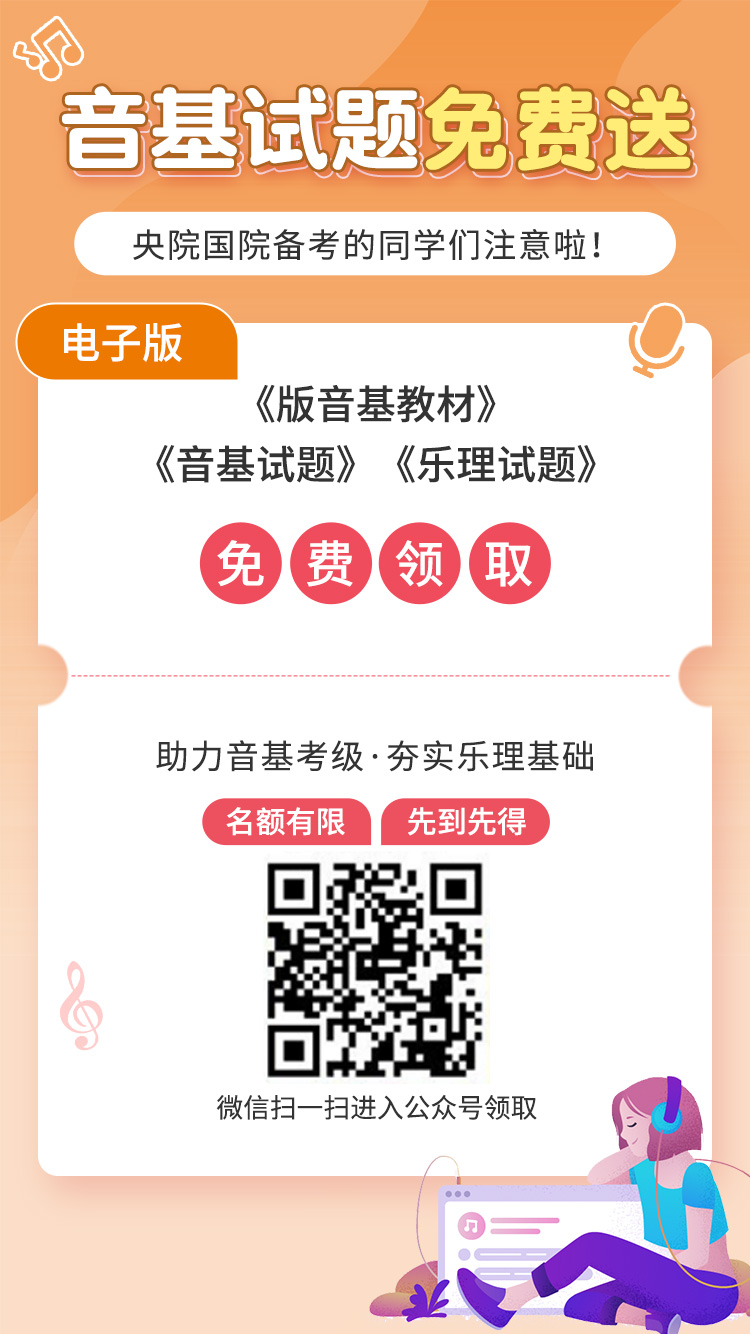 音基试题免费送
央院国院备考的同学们注意啦！
电子版
《版音基教材》
《音基试题》《乐理试题》
免费领取
助力音基考级·夯实乐理基础
名额有限 先到先得
微信扫一扫进入公众号领取